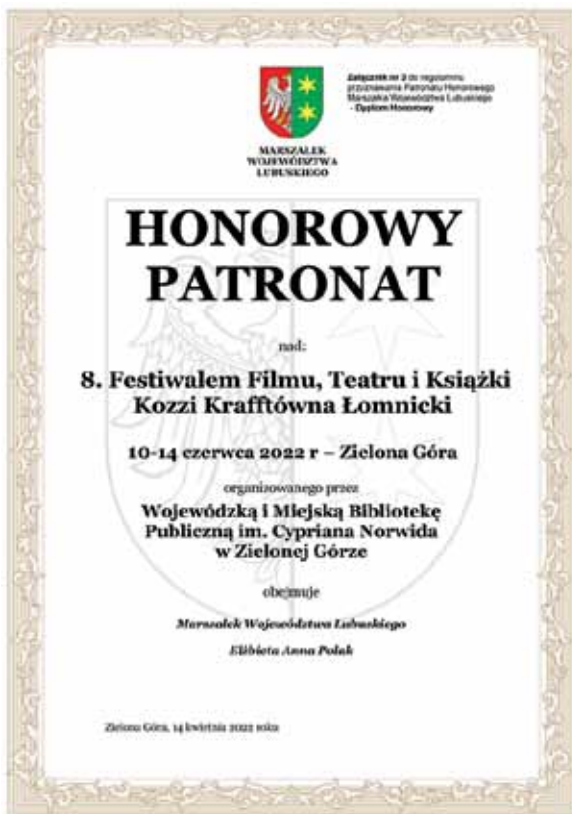 MARSZAŁEK
WOJEWÓDZTWA
LUBUSKIEGO
Załącznik nr 2 do regulaminu
przyznawania Patronatu Honorowego
Marszałka Województwa Lubuskiego
- Dyplom Honorowy
HONOROWY
PATRONAT
nad:
8. Festiwalem Filmu, Teatru i Książki
Kozzi Krafftówna Łomnicki
10-14 czerwca 2022 r – Zielona Góra
organizowanego przez
Wojewódzką i Miejską Bibliotekę
Publiczną im. Cypriana Norwida
w Zielonej Górze
obejmuje
Marszałek Województwa Lubuskiego
Elżbieta Anna Polak
Zielona Góra, 14 kwietnia 2022 roku